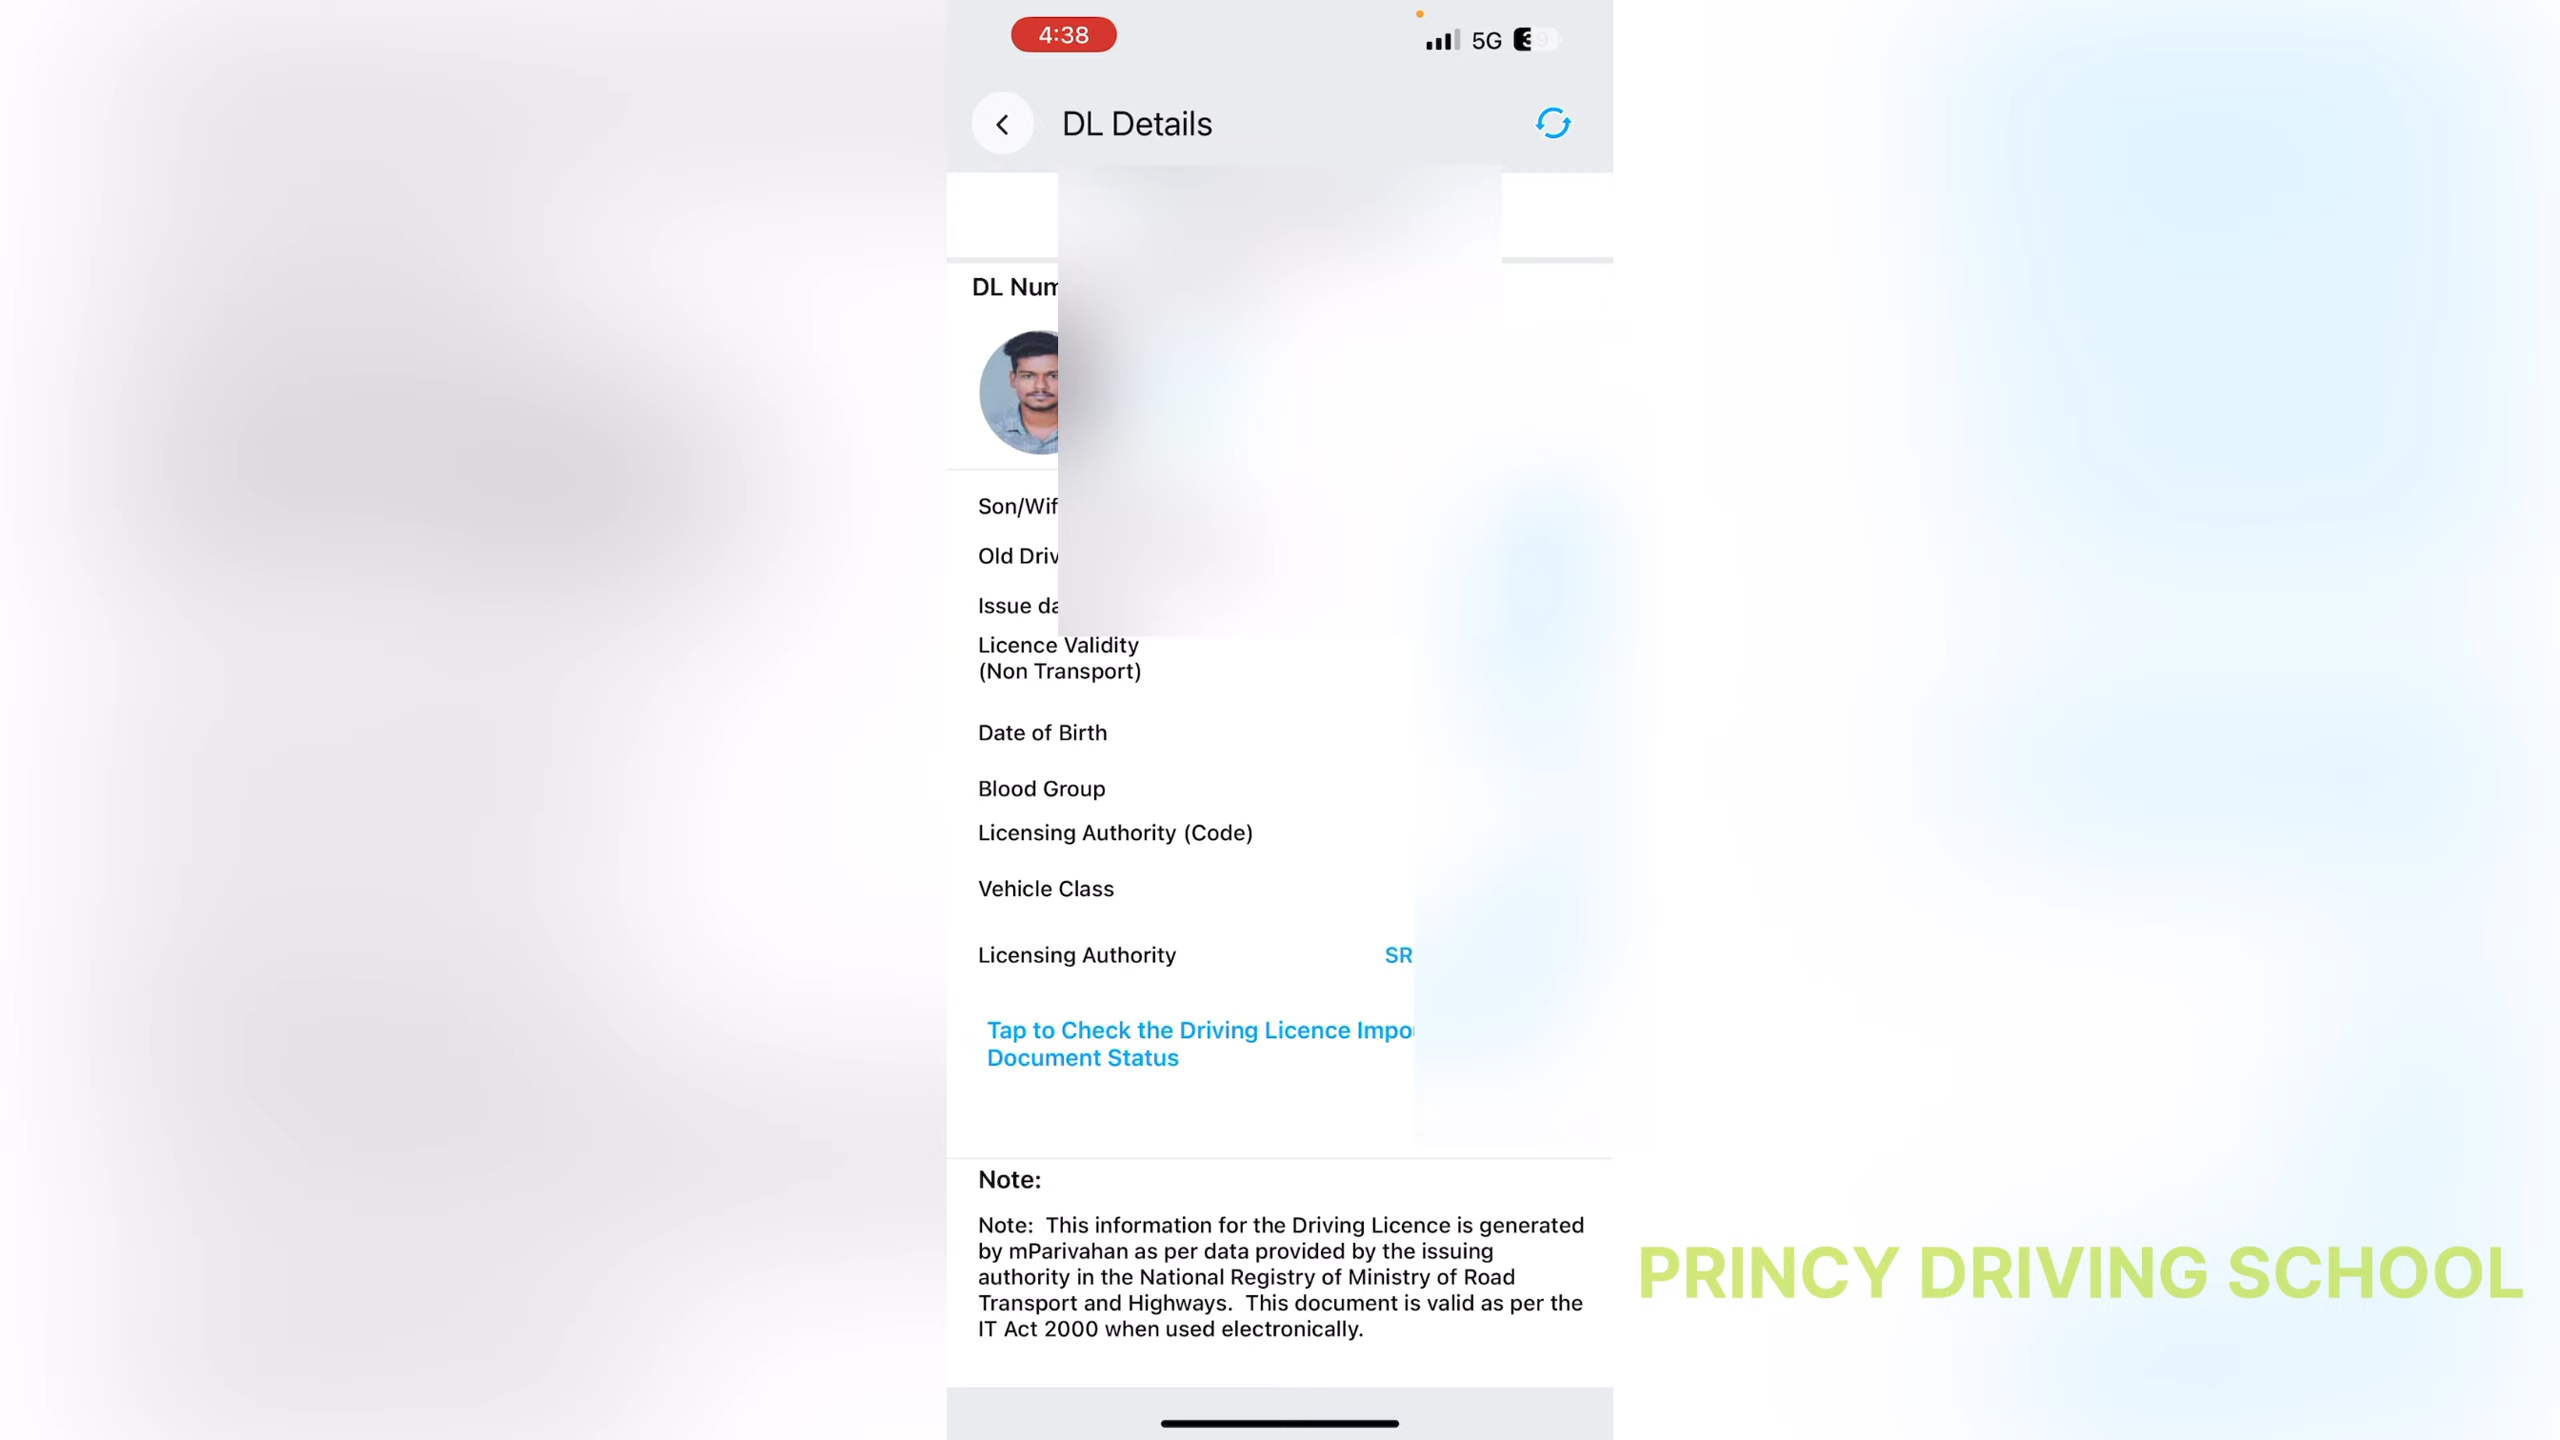 4:38
5G
DL Details
DL Num
Son/Wif
Old Driv
Issue da
Licence Validity
(Non Transport)
Date of Birth
Blood Group
Licensing Authority (Code)
Vehicle Class
Licensing Authority SR
Tap to Check the Driving Licence Impo
Document Status
Note:
Note: This information for the Driving Licence is generated
by mParivahan as per data provided by the issuing
authority in the National Registry of Ministry of Road
Transport and Highways. This document is valid as per the
IT Act 2000 when used electronically.
PRINCY DRIVING SCHOOL